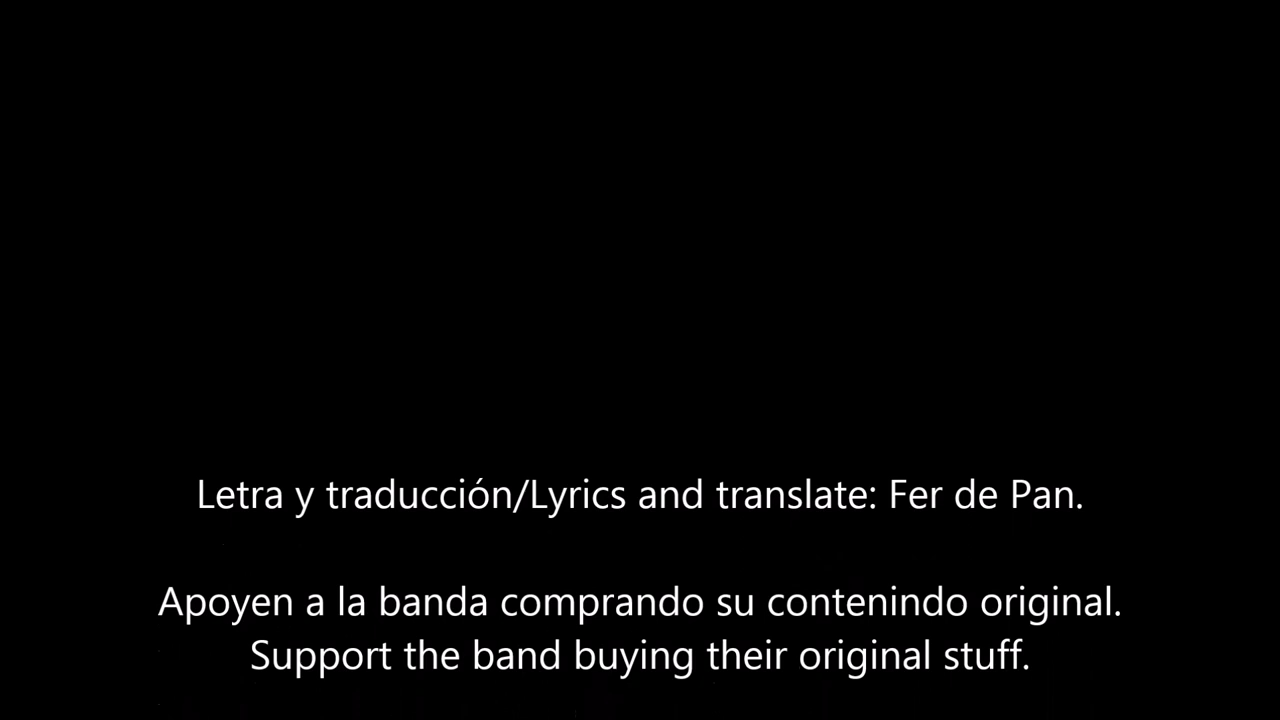 Letra y traducción/Lyrics and translate: Fer de Pan.
Apoyen a la banda comprando su contenindo original.
Support the band buying their original stuff.